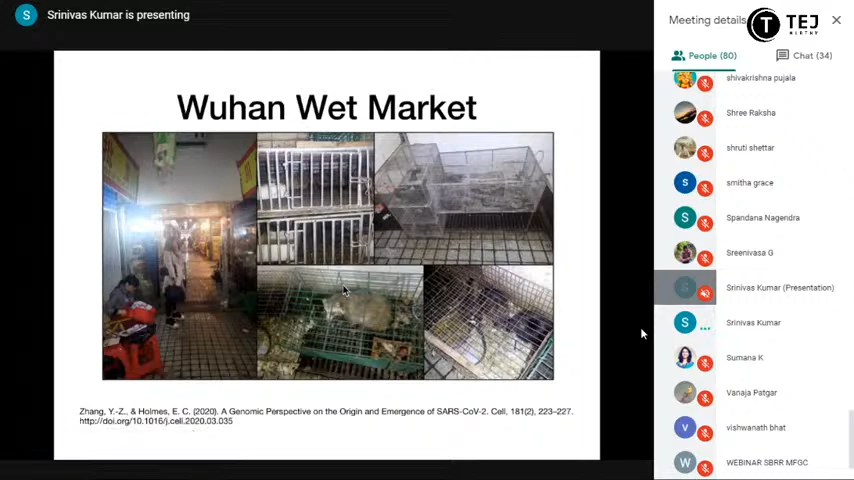 S
Srinivas Kumar is presenting
Wuhan Wet Market
Zhang, Y.-Z., & Holmes, E. C. (2020). A Genomic Perspective on the Origin and Emergence of SARS-CoV-2. Cell, 181(2), 223–227.
http://doi.org/10.1016/j.cell.2020.03.035
Meeting details
T TEJ
People (80)
Chat (34)
shivakrishna pujala
Shree Raksha
shruti shettar
s smitha grace
S Spandana Nagendra
Sreenivasa G
S Srinivas Kumar (Presentation)
S Srinivas Kumar
Sumana K
Vanaja Patgar
v vishwanath bhat
W WEBINAR SBRR MFGC